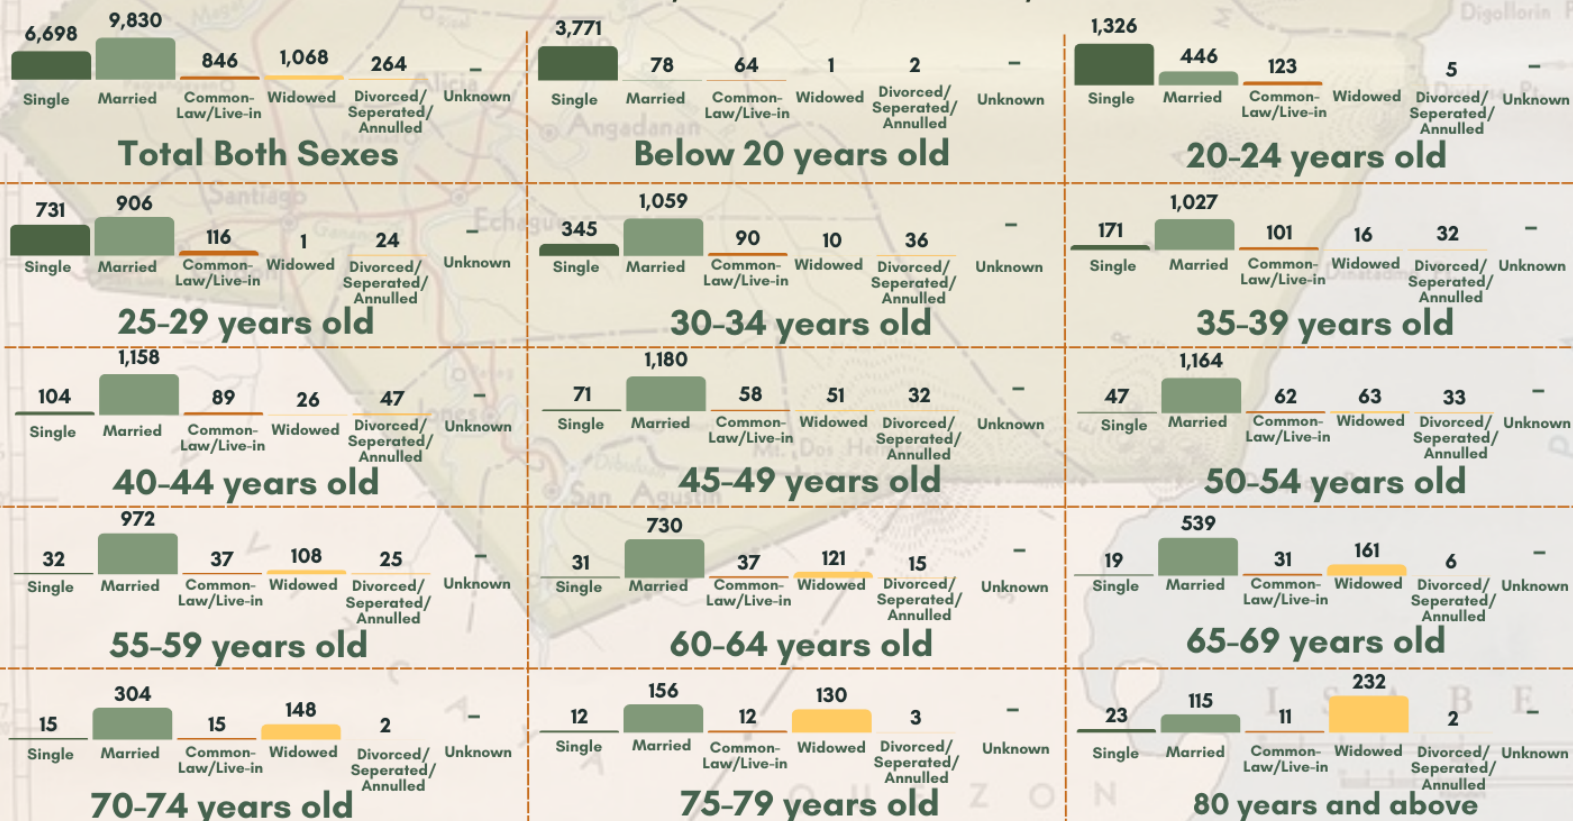 6,698 9,830 846 1,068 264 –
Single Married Common-Law/Live-in Widowed Divorced/Seperated/Annulled Unknown
Total Both Sexes
3,771 78 64 1 2 –
Single Married Common-Law/Live-in Widowed Divorced/Seperated/Annulled Unknown
Below 20 years old
1,326 446 123 5 –
Single Married Common-Law/Live-in Widowed Divorced/Seperated/Annulled Unknown
20-24 years old
731 906 116 1 24 –
Single Married Common-Law/Live-in Widowed Divorced/Seperated/Annulled Unknown
25-29 years old
345 1,059 90 10 36 –
Single Married Common-Law/Live-in Widowed Divorced/Seperated/Annulled Unknown
30-34 years old
171 1,027 101 16 32 –
Single Married Common-Law/Live-in Widowed Divorced/Seperated/Annulled Unknown
35-39 years old
104 1,158 89 26 47 –
Single Married Common-Law/Live-in Widowed Divorced/Seperated/Annulled Unknown
40-44 years old
71 1,180 58 51 32 –
Single Married Common-Law/Live-in Widowed Divorced/Seperated/Annulled Unknown
45-49 years old
47 1,164 62 63 33 –
Single Married Common-Law/Live-in Widowed Divorced/Seperated/Annulled Unknown
50-54 years old
32 972 37 108 25 –
Single Married Common-Law/Live-in Widowed Divorced/Seperated/Annulled Unknown
55-59 years old
31 730 37 121 15 –
Single Married Common-Law/Live-in Widowed Divorced/Seperated/Annulled Unknown
60-64 years old
19 539 31 161 6 –
Single Married Common-Law/Live-in Widowed Divorced/Seperated/Annulled Unknown
65-69 years old
15 304 15 148 2 –
Single Married Common-Law/Live-in Widowed Divorced/Seperated/Annulled Unknown
70-74 years old
12 156 12 130 3 –
Single Married Common-Law/Live-in Widowed Divorced/Seperated/Annulled Unknown
75-79 years old
23 115 11 232 2 –
Single Married Common-Law/Live-in Widowed Divorced/Seperated/Annulled Unknown
80 years and above
Alicia
Angadanan
Santiago
Echague
Jones
San Agustin
Mt. Dos
Digollorin
I S A B E
Q U E Z O N